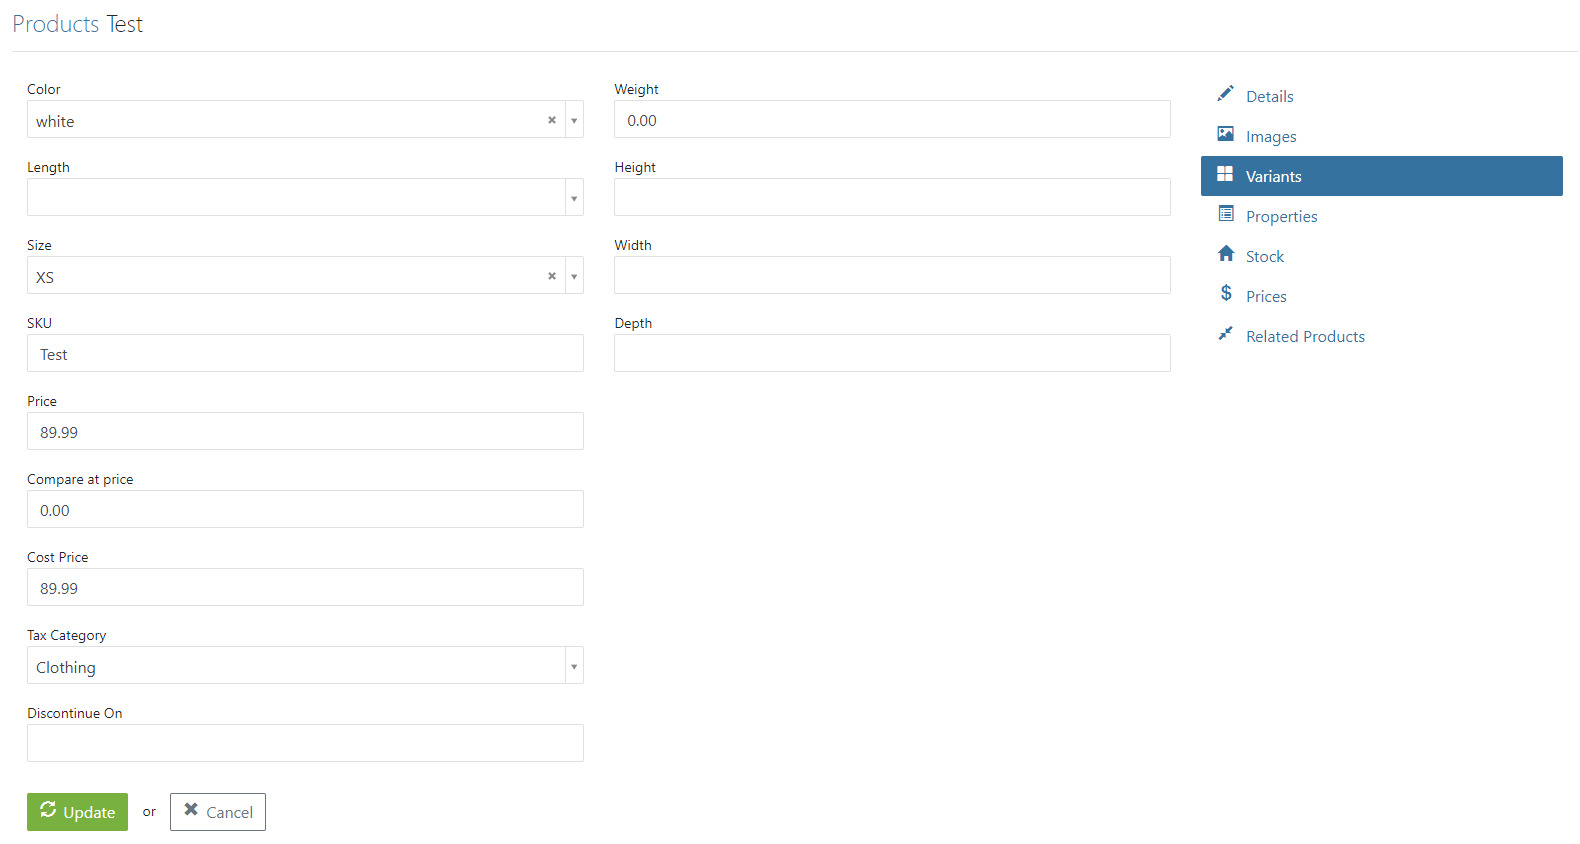 Products Test
Color
white
Length
Size
XS
SKU
Test
Price
89.99
Compare at price
0.00
Cost Price
89.99
Tax Category
Clothing
Discontinue On
Update or Cancel
Weight
0.00
Height
Width
Depth
Details
Images
Variants
Properties
Stock
Prices
Related Products